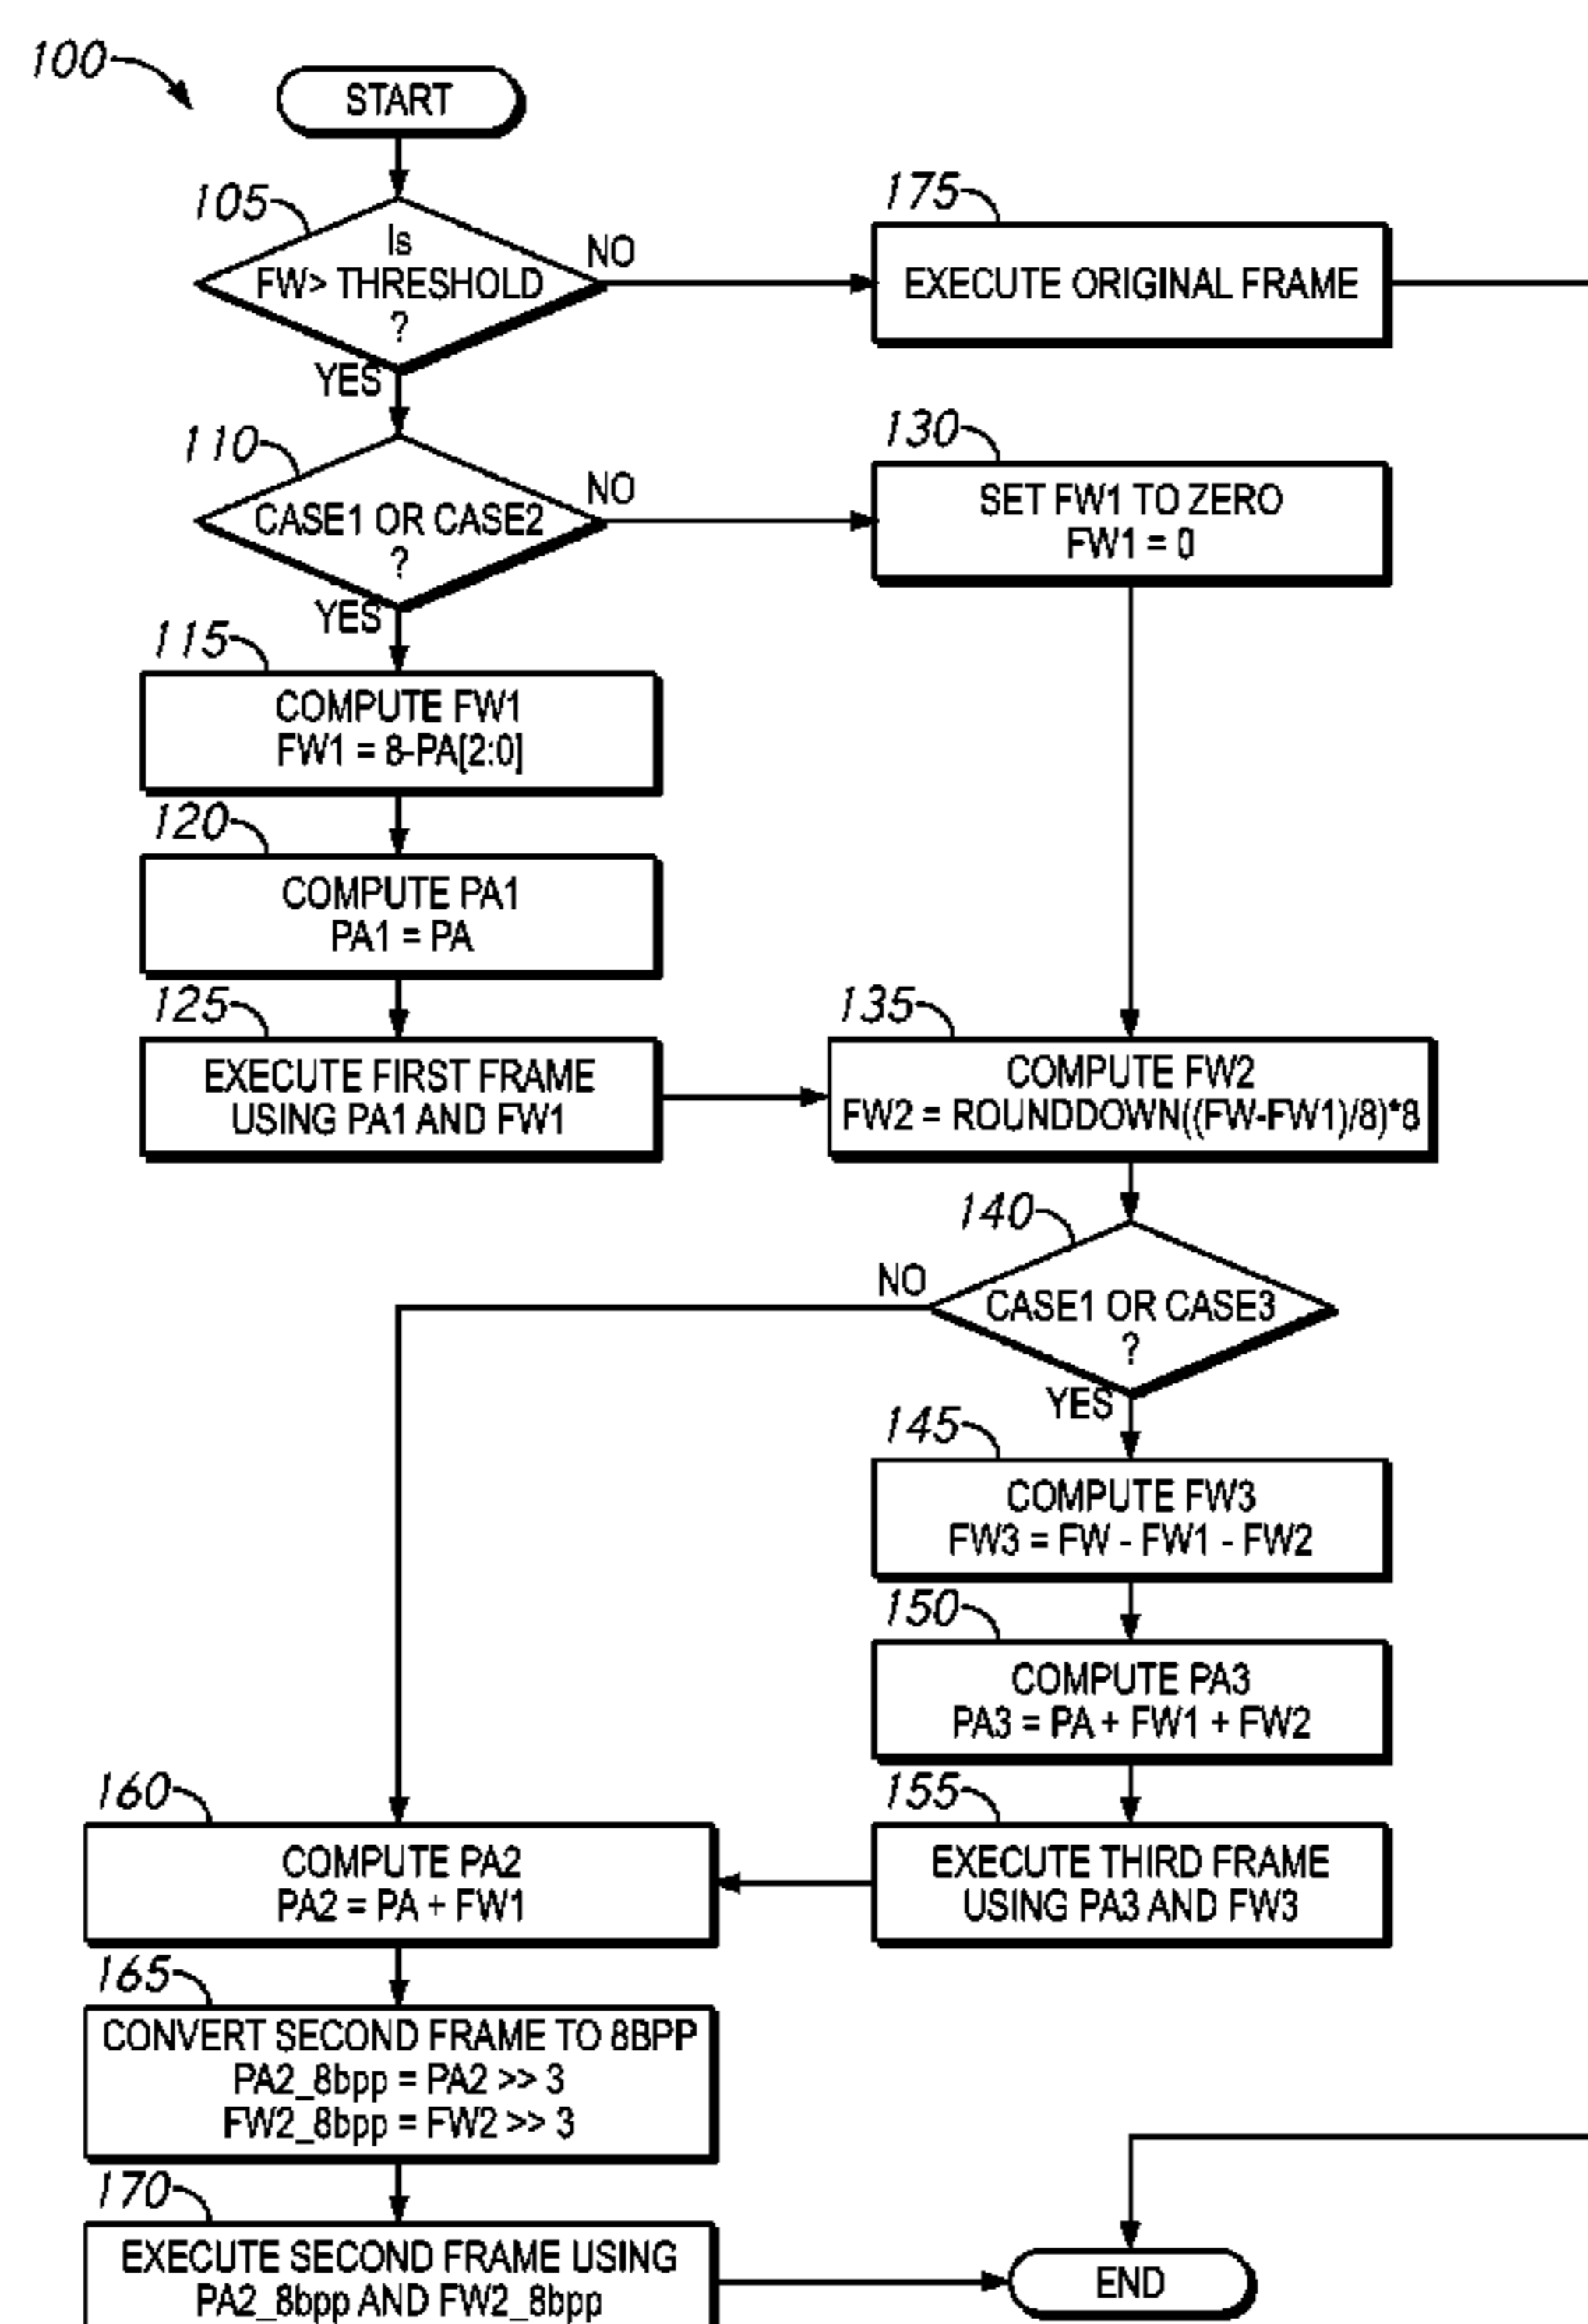 100
START
105
Is
FW> THRESHOLD
?
NO
YES
175
EXECUTE ORIGINAL FRAME
110
CASE1 OR CASE2
?
NO
YES
130
SET FW1 TO ZERO
FW1 = 0
115
COMPUTE FW1
FW1 = 8-PA[2:0]
120
COMPUTE PA1
PA1 = PA
125
EXECUTE FIRST FRAME
USING PA1 AND FW1
135
COMPUTE FW2
FW2 = ROUNDDOWN((FW-FW1)/8)*8
140
CASE1 OR CASE3
?
NO
YES
145
COMPUTE FW3
FW3 = FW - FW1 - FW2
150
COMPUTE PA3
PA3 = PA + FW1 + FW2
155
EXECUTE THIRD FRAME
USING PA3 AND FW3
160
COMPUTE PA2
PA2 = PA + FW1
165
CONVERT SECOND FRAME TO 8BPP
PA2_8bpp = PA2 >> 3
FW2_8bpp = FW2 >> 3
170
EXECUTE SECOND FRAME USING
PA2_8bpp AND FW2_8bpp
END